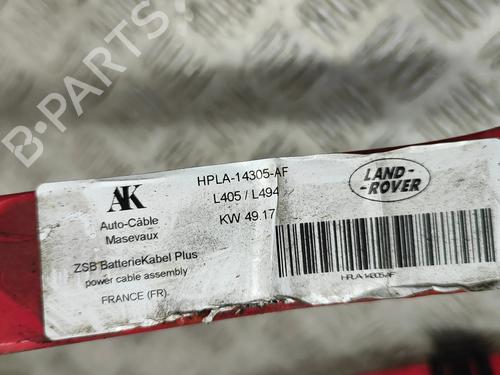 B-Parts
AK
Auto-Câble
Masevaux
ZSB BatterieKabel Plus
power cable assembly
FRANCE (FR)
HPLA-14305-AF
L405 / L494
KW 49.17
LAND-
-ROVER
HPLA-14305-AF